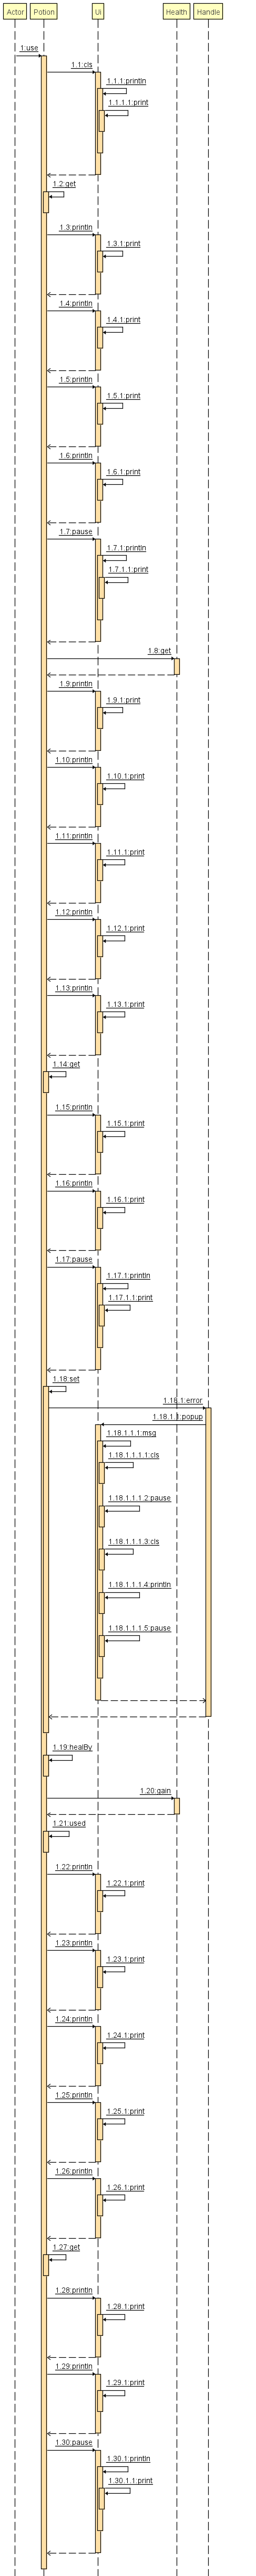 Actor Potion Ui Health Handle
1:use
1.1:cls
1.1.1:println
1.1.1.1:print
1.2:get
1.3:println
1.3.1:print
1.4:println
1.4.1:print
1.5:println
1.5.1:print
1.6:println
1.6.1:print
1.7:pause
1.7.1:println
1.7.1.1:print
1.8:get
1.9:println
1.9.1:print
1.10:println
1.10.1:print
1.11:println
1.11.1:print
1.12:println
1.12.1:print
1.13:println
1.13.1:print
1.14:get
1.15:println
1.15.1:print
1.16:println
1.16.1:print
1.17:pause
1.17.1:println
1.17.1.1:print
1.18:set
1.18.1:error
1.18.1.1:popup
1.18.1.1.1:msg
1.18.1.1.1.1:cls
1.18.1.1.1.2:pause
1.18.1.1.1.3:cls
1.18.1.1.1.4:println
1.18.1.1.1.5:pause
1.19:healBy
1.20:gain
1.21:used
1.22:println
1.22.1:print
1.23:println
1.23.1:print
1.24:println
1.24.1:print
1.25:println
1.25.1:print
1.26:println
1.26.1:print
1.27:get
1.28:println
1.28.1:print
1.29:println
1.29.1:print
1.30:pause
1.30.1:println
1.30.1.1:print